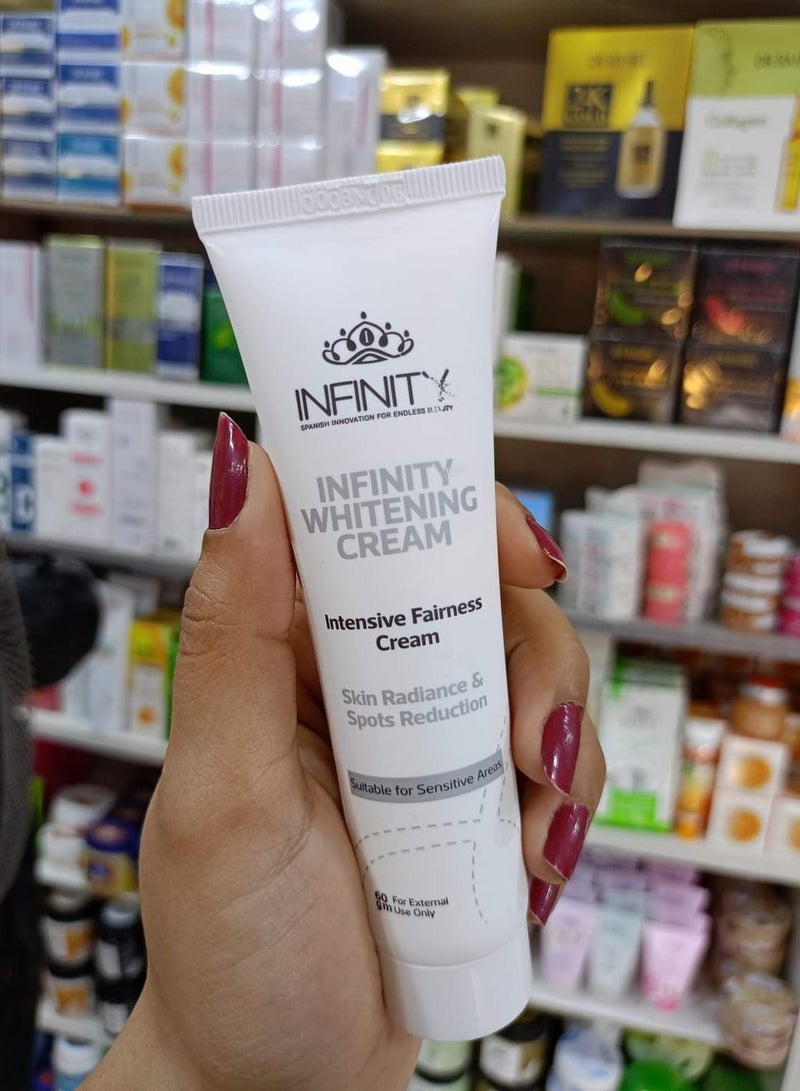 INFINITY
SPANISH INNOVATION FOR ENDLESS BEAUTY
INFINITY
WHITENING
CREAM
Intensive Fairness
Cream
Skin Radiance &
Spots Reduction
Suitable for Sensitive Areas
60
gm
For External
Use Only
Collagen